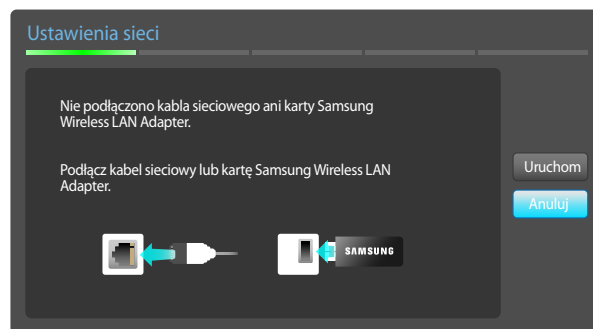 Ustawienia sieci
Nie podłączono kabla sieciowego ani karty Samsung
Wireless LAN Adapter.
Podłącz kabel sieciowy lub kartę Samsung Wireless LAN
Adapter.
Uruchom
Anuluj
SAMSUNG